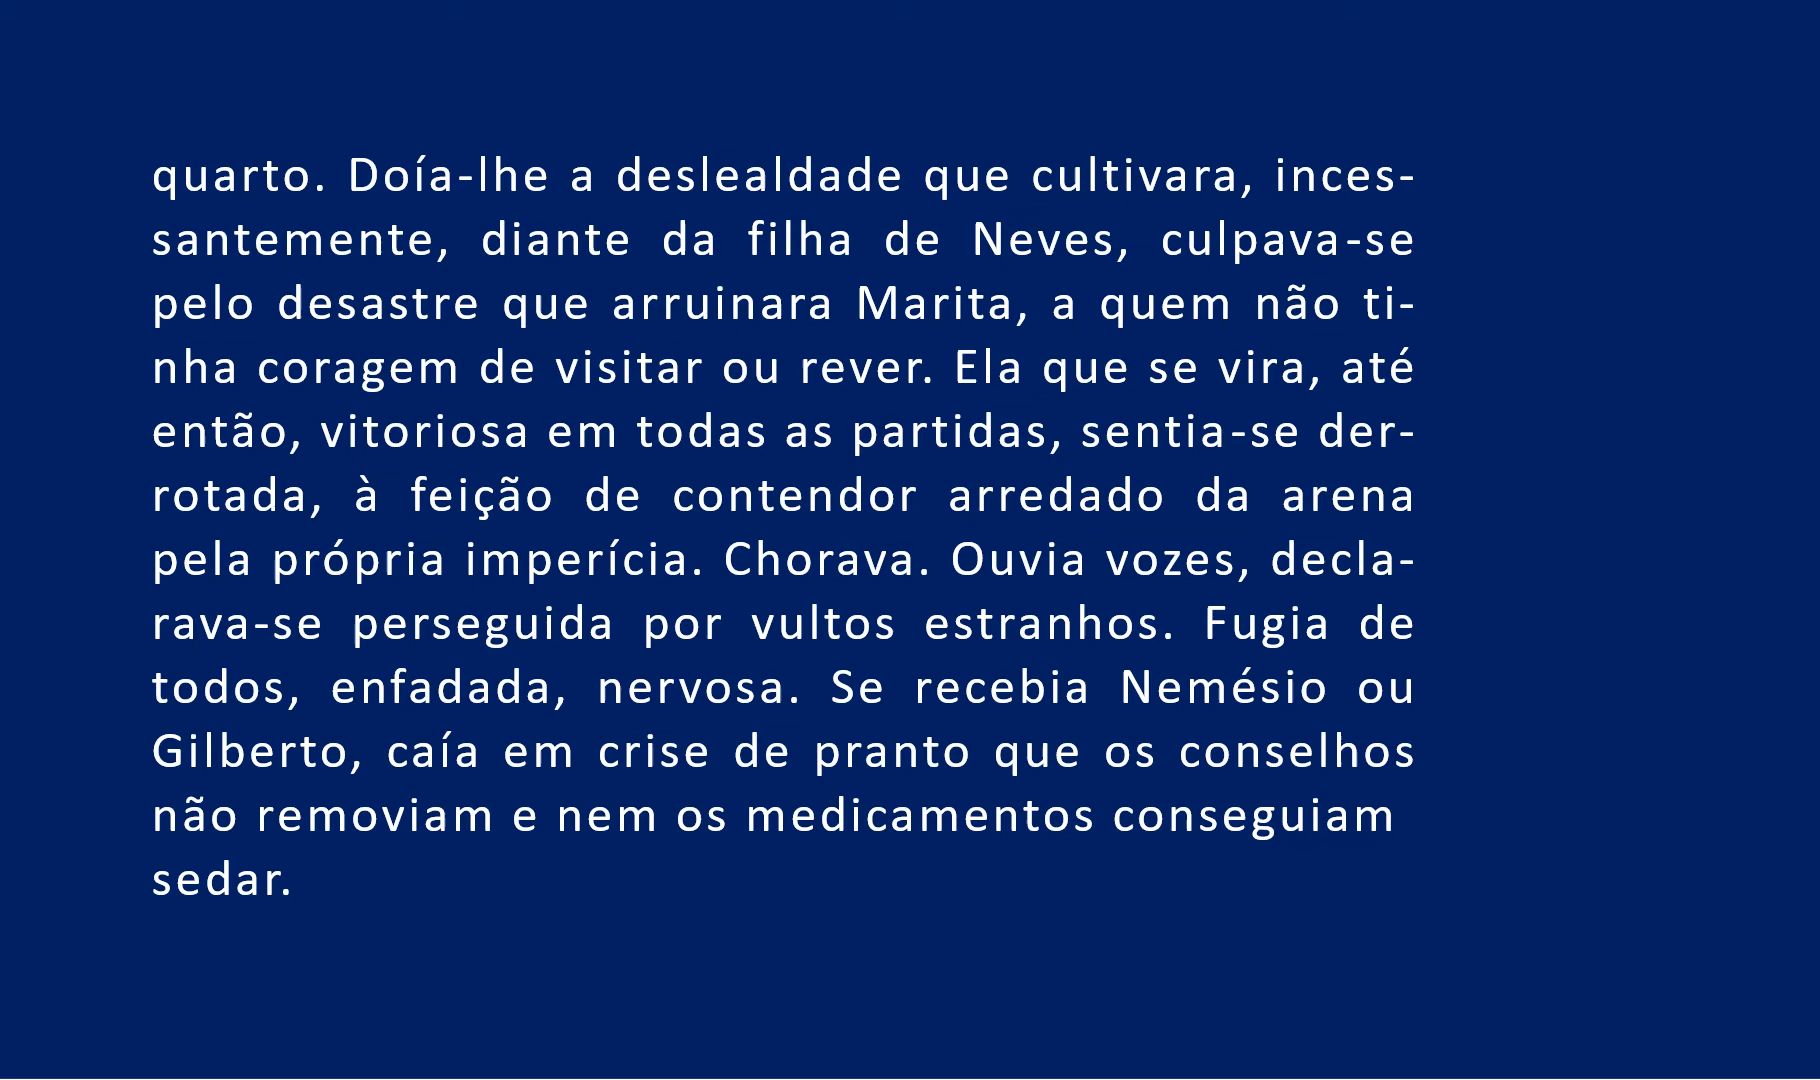 quarto. Doía-lhe a deslealdade que cultivara, inces-
santemente, diante da filha de Neves, culpava-se
pelo desastre que arruinara Marita, a quem não ti-
nha coragem de visitar ou rever. Ela que se vira, até
então, vitoriosa em todas as partidas, sentia-se der-
rotada, à feição de contendor arredado da arena
pela própria imperícia. Chorava. Ouvia vozes, decla-
rava-se perseguida por vultos estranhos. Fugia de
todos, enfadada, nervosa. Se recebia Nemésio ou
Gilberto, caía em crise de pranto que os conselhos
não removiam e nem os medicamentos conseguiam
sedar.